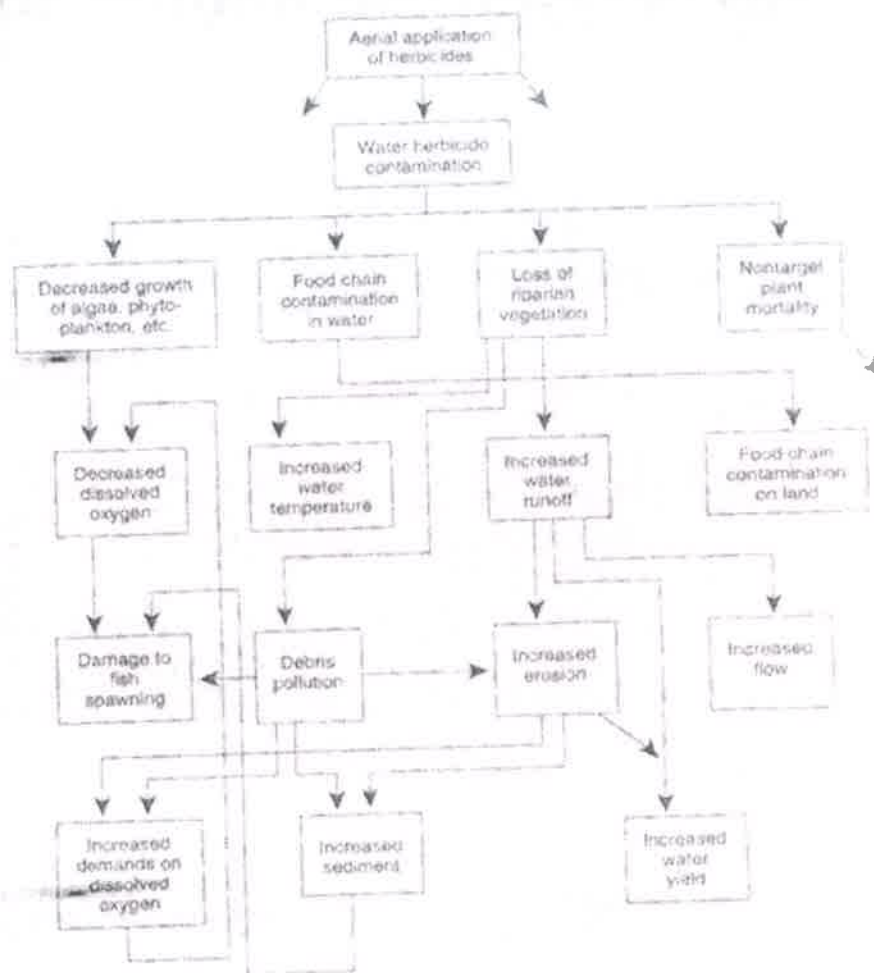 Aerial application
of herbicides
Water herbicide
contamination
Decreased growth
of algae, phyto-
plankton, etc.
Food chain
contamination
in water
Loss of
riparian
vegetation
Nontarget
plant
mortality
Decreased
dissolved
oxygen
Increased
water
temperature
Increased
water
runoff
Food chain
contamination
on land
Damage to
fish
spawning
Debris
pollution
Increased
erosion
Increased
flow
Increased
demands on
dissolved
oxygen
Increased
sediment
Increased
water
yield